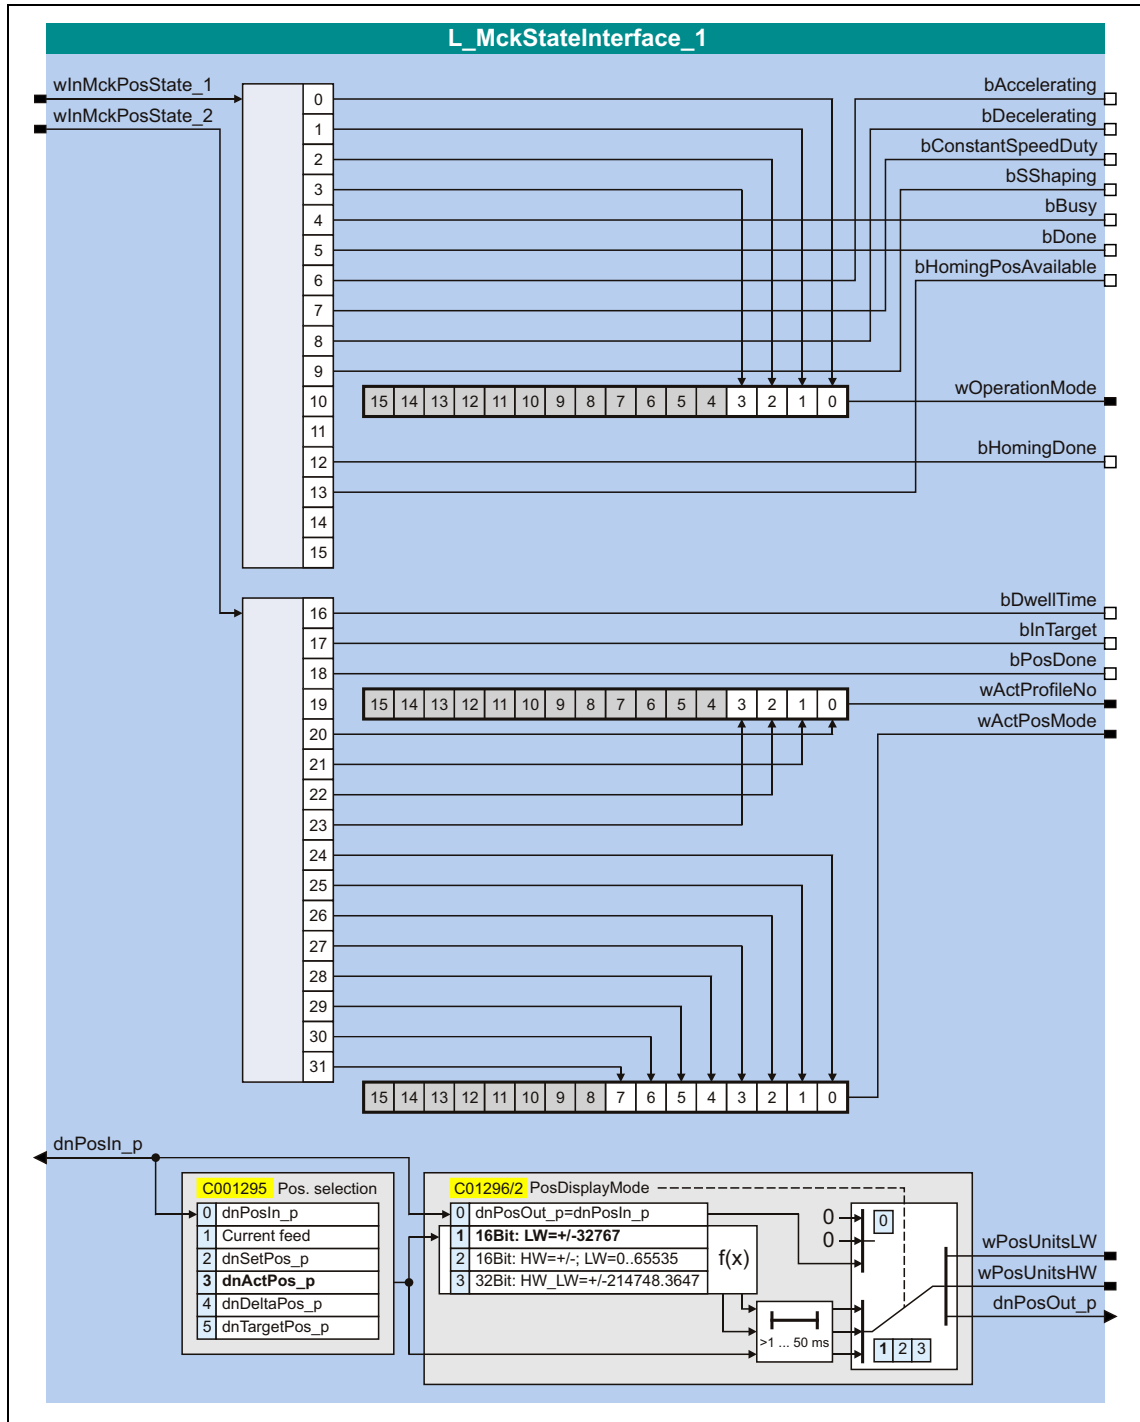 L_MckStateInterface_1
wInMckPosState_1
wInMckPosState_2
0
1
2
3
4
5
6
7
8
9
10
11
12
13
14
15
bAccelerating
bDecelerating
bConstantSpeedDuty
bSShaping
bBusy
bDone
bHomingPosAvailable
15 14 13 12 11 10 9 8 7 6 5 4 3 2 1 0
wOperationMode
bHomingDone
16
17
18
19
20
21
22
23
24
25
26
27
28
29
30
31
bDwellTime
bInTarget
bPosDone
wActProfileNo
wActPosMode
15 14 13 12 11 10 9 8 7 6 5 4 3 2 1 0
15 14 13 12 11 10 9 8 7 6 5 4 3 2 1 0
dnPosIn_p
C001295 Pos. selection
0 dnPosIn_p
1 Current feed
2 dnSetPos_p
3 dnActPos_p
4 dnDeltaPos_p
5 dnTargetPos_p
C01296/2 PosDisplayMode
0 dnPosOut_p=dnPosIn_p
1 16Bit: LW=+/-32767
2 16Bit: HW=+/-; LW=0..65535
3 32Bit: HW_LW=+/-214748.3647
f(x)
>1 ... 50 ms
0
0
0
1 2 3
wPosUnitsLW
wPosUnitsHW
dnPosOut_p